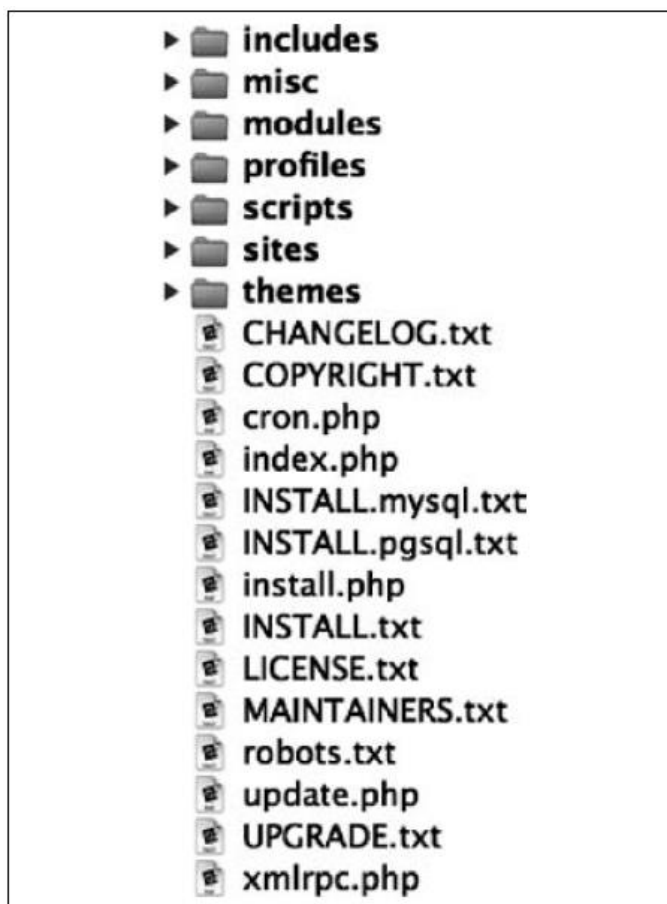 includes
misc
modules
profiles
scripts
sites
themes
CHANGELOG.txt
COPYRIGHT.txt
cron.php
index.php
INSTALL.mysql.txt
INSTALL.pgsql.txt
install.php
INSTALL.txt
LICENSE.txt
MAINTAINERS.txt
robots.txt
update.php
UPGRADE.txt
xmlrpc.php